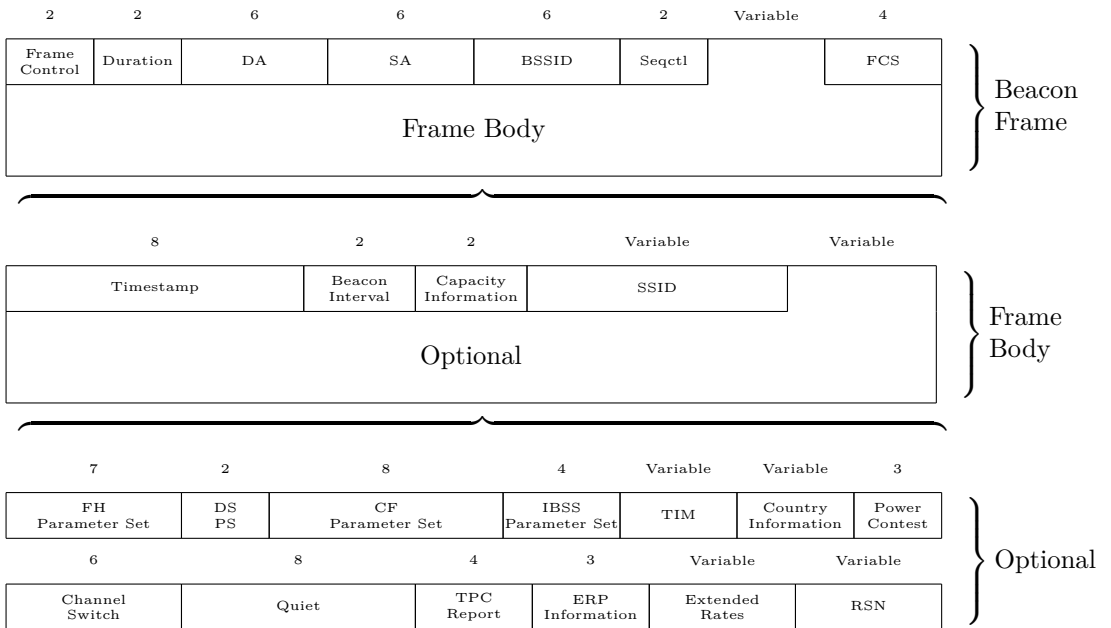 2 2 6 6 6 2 Variable 4
Frame Control Duration DA SA BSSID Seqctl FCS
Frame Body
Beacon Frame
8 2 2 Variable Variable
Timestamp Beacon Interval Capacity Information SSID
Optional
Frame Body
7 2 8 4 Variable Variable 3
FH Parameter Set DS PS CF Parameter Set IBSS Parameter Set TIM Country Information Power Contest
6 8 4 3 Variable Variable
Channel Switch Quiet TPC Report ERP Information Extended Rates RSN
Optional